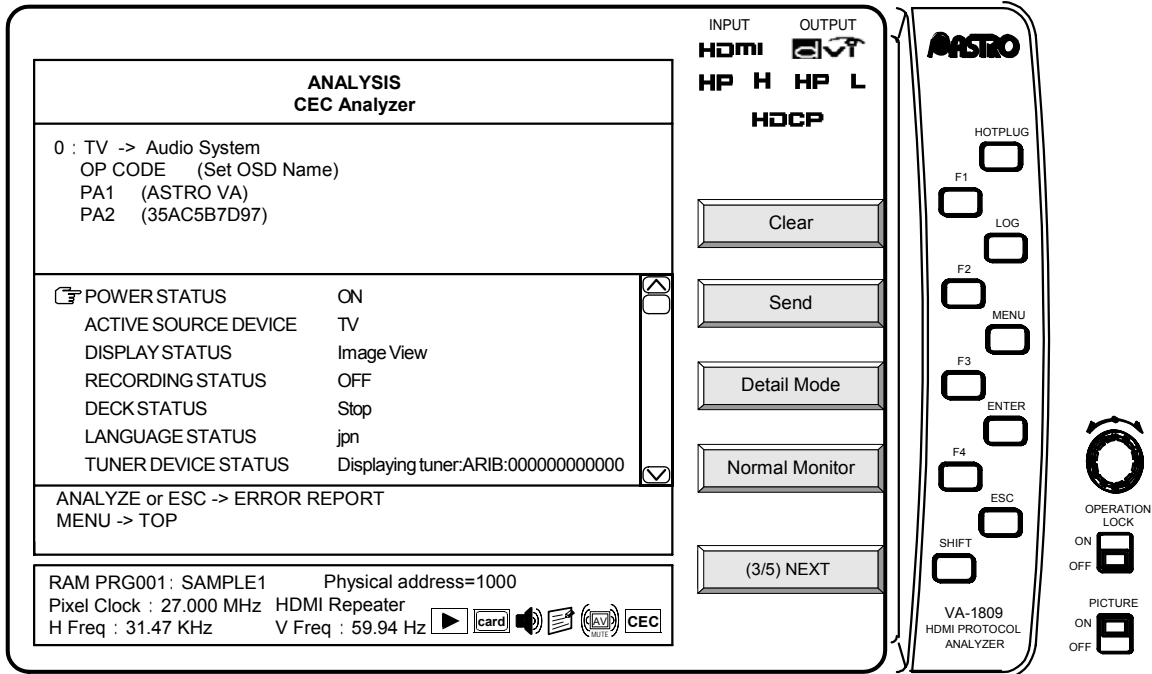 ANALYSIS
CEC Analyzer
0 : TV -> Audio System
OP CODE (Set OSD Name)
PA1 (ASTRO VA)
PA2 (35AC5B7D97)
POWER STATUS ON
ACTIVE SOURCE DEVICE TV
DISPLAY STATUS Image View
RECORDING STATUS OFF
DECK STATUS Stop
LANGUAGE STATUS jpn
TUNER DEVICE STATUS Displaying tuner:ARIB:000000000000
ANALYZE or ESC -> ERROR REPORT
MENU -> TOP
RAM PRG001 : SAMPLE1 Physical address=1000
Pixel Clock : 27.000 MHz HDMI Repeater
H Freq : 31.47 KHz V Freq : 59.94 Hz card AV MUTE CEC
INPUT OUTPUT
HDMI DVI
HP H HP L
HDCP
Clear
Send
Detail Mode
Normal Monitor
(3/5) NEXT
ASTRO
HOTPLUG
F1
LOG
F2
MENU
F3
ENTER
F4
ESC
SHIFT
VA-1809
HDMI PROTOCOL
ANALYZER
OPERATION
LOCK
ON
OFF
PICTURE
ON
OFF